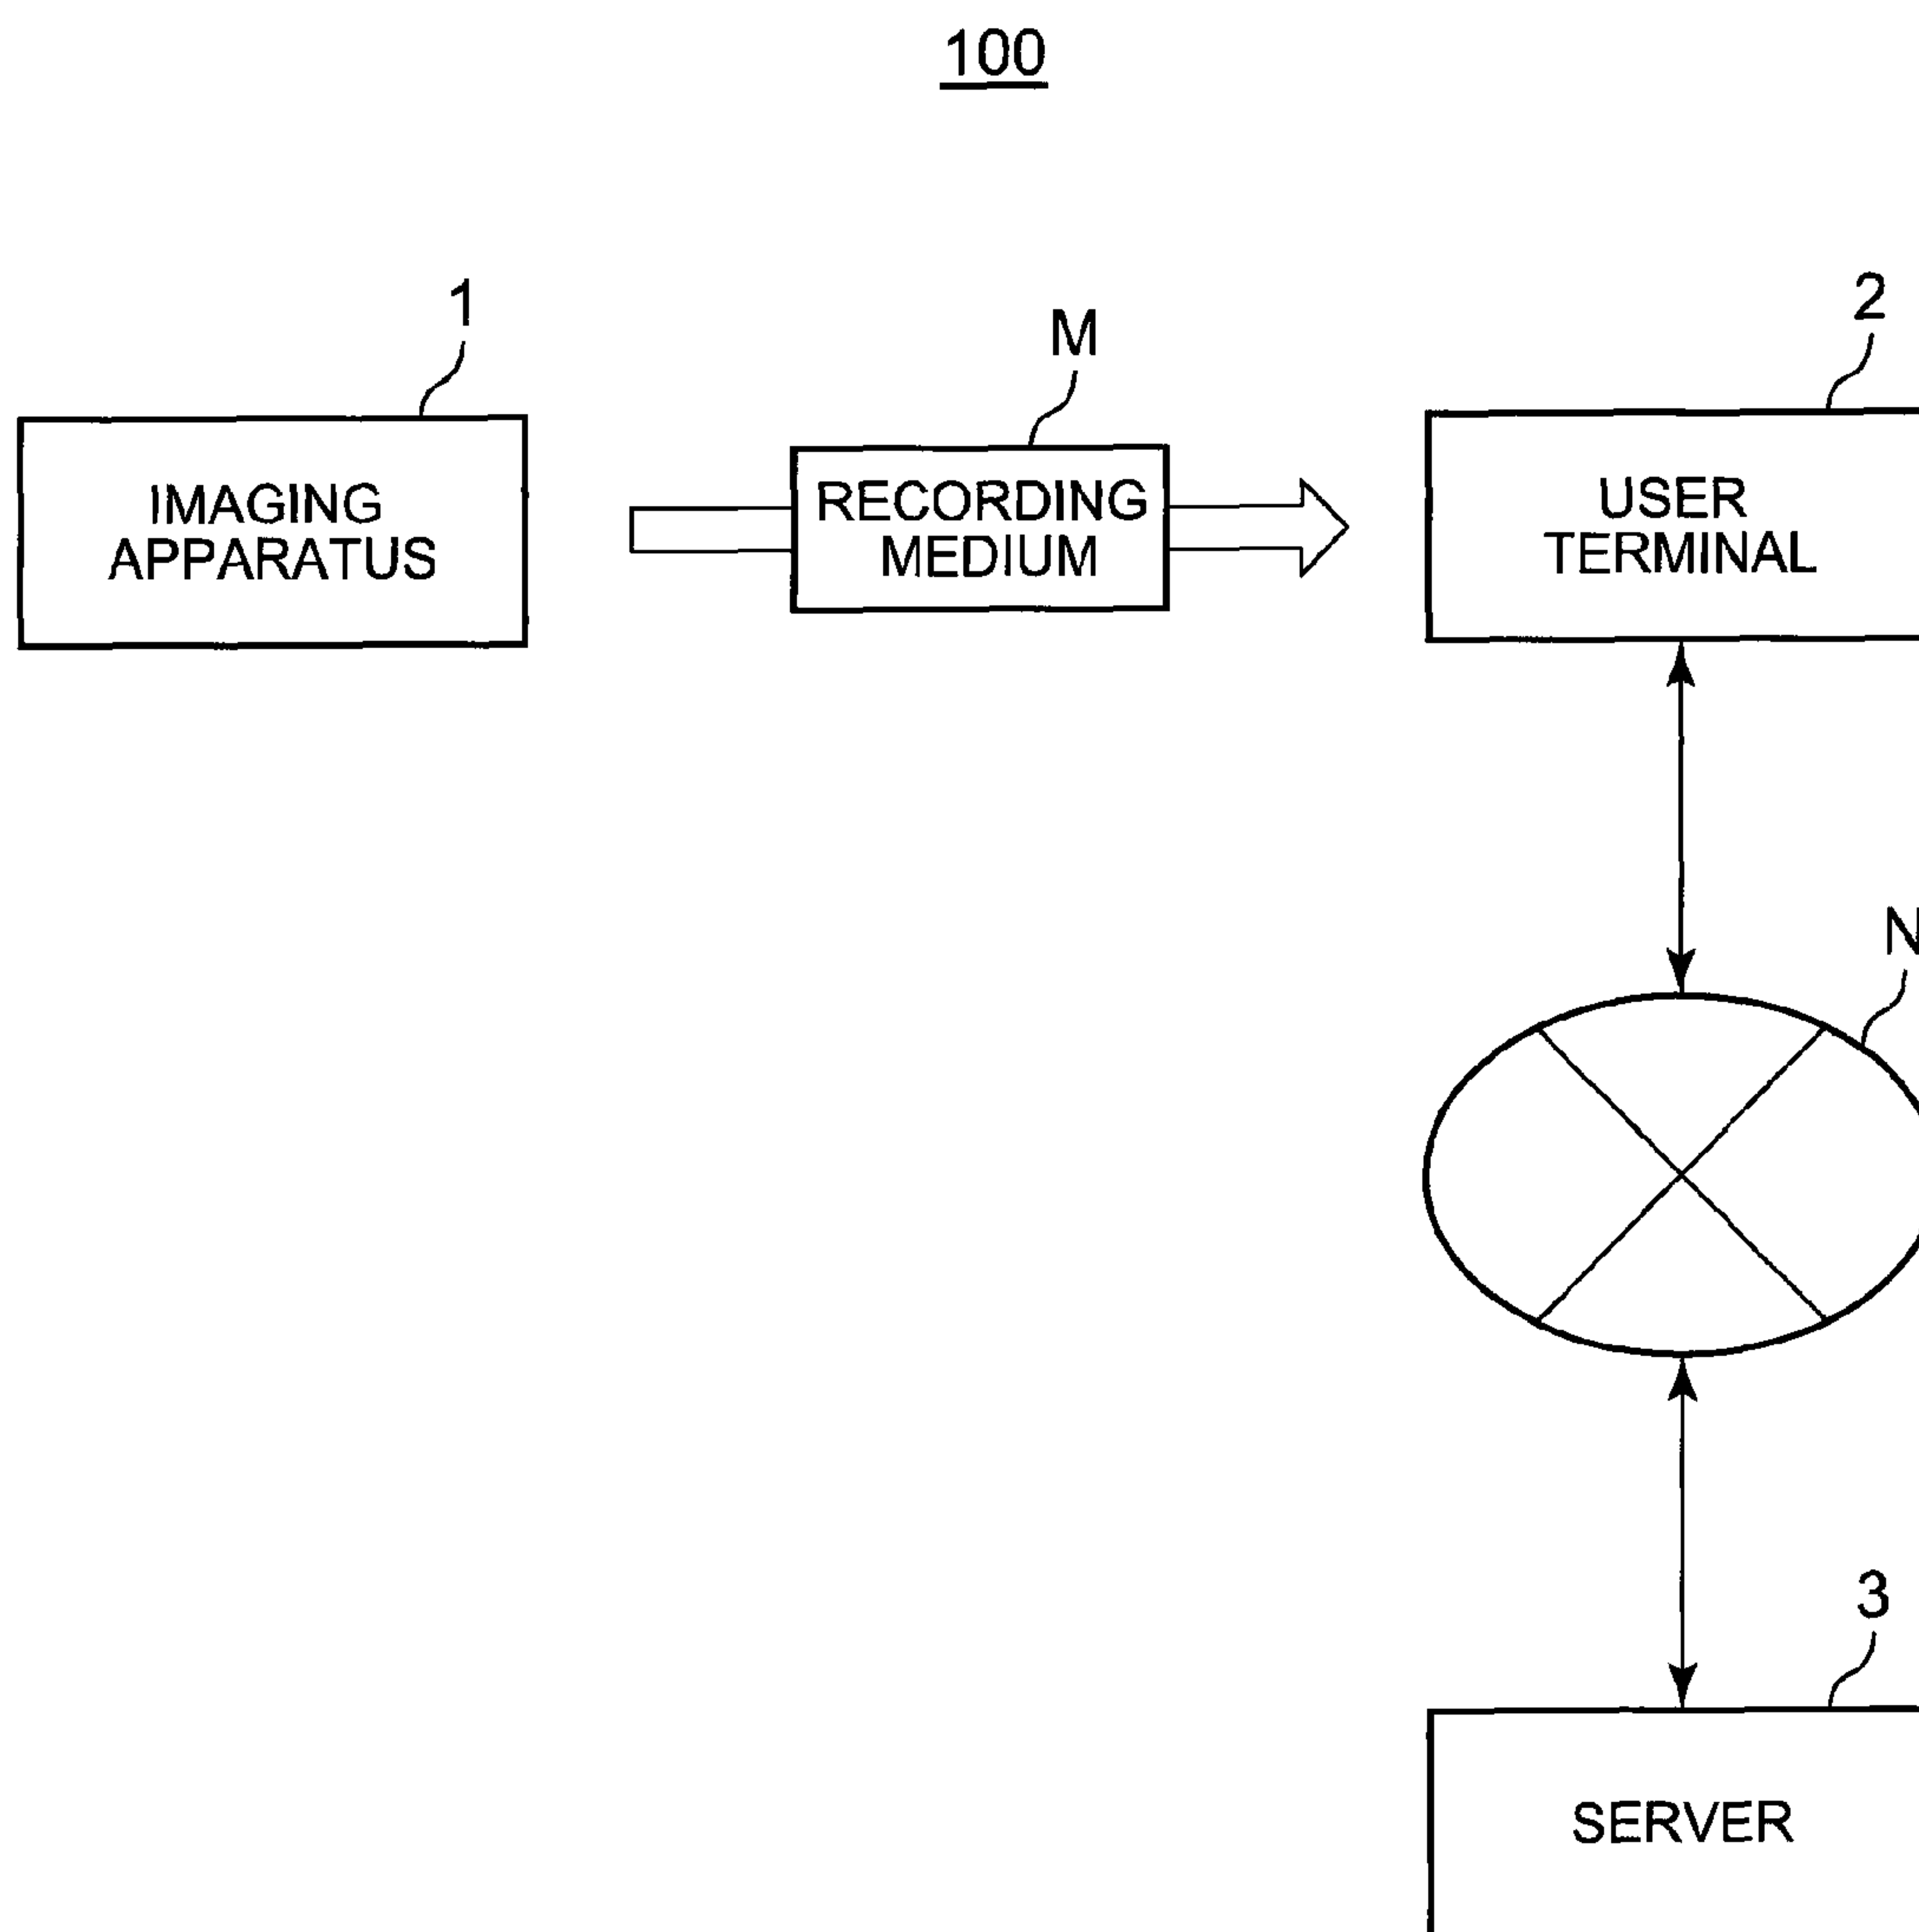 100
1
M
2
IMAGING
APPARATUS
RECORDING
MEDIUM
USER
TERMINAL
N
3
SERVER